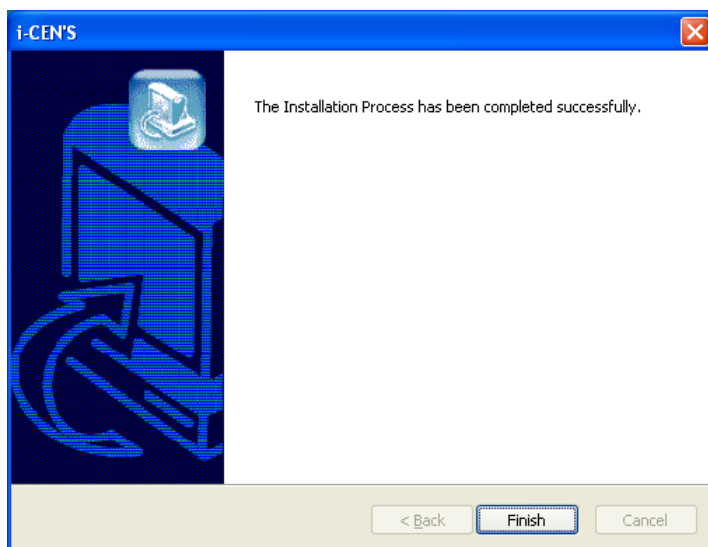 i-CEN'S
The Installation Process has been completed successfully.
< Back
Finish
Cancel